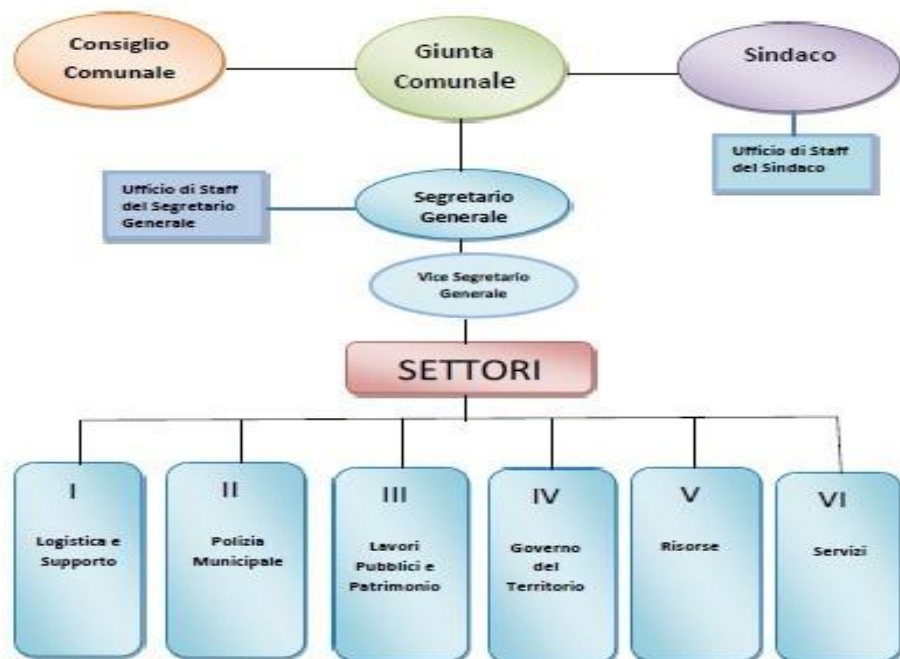 Consiglio
Comunale
Giunta
Comunale
Sindaco
Ufficio di Staff
del Sindaco
Ufficio di Staff
del Segretario
Generale
Segretario
Generale
Vice Segretario
Generale
SETTORI
I
Logistica e
Supporto
II
Polizia
Municipale
III
Lavori
Pubblici e
Patrimonio
IV
Governo
del
Territorio
V
Risorse
VI
Servizi